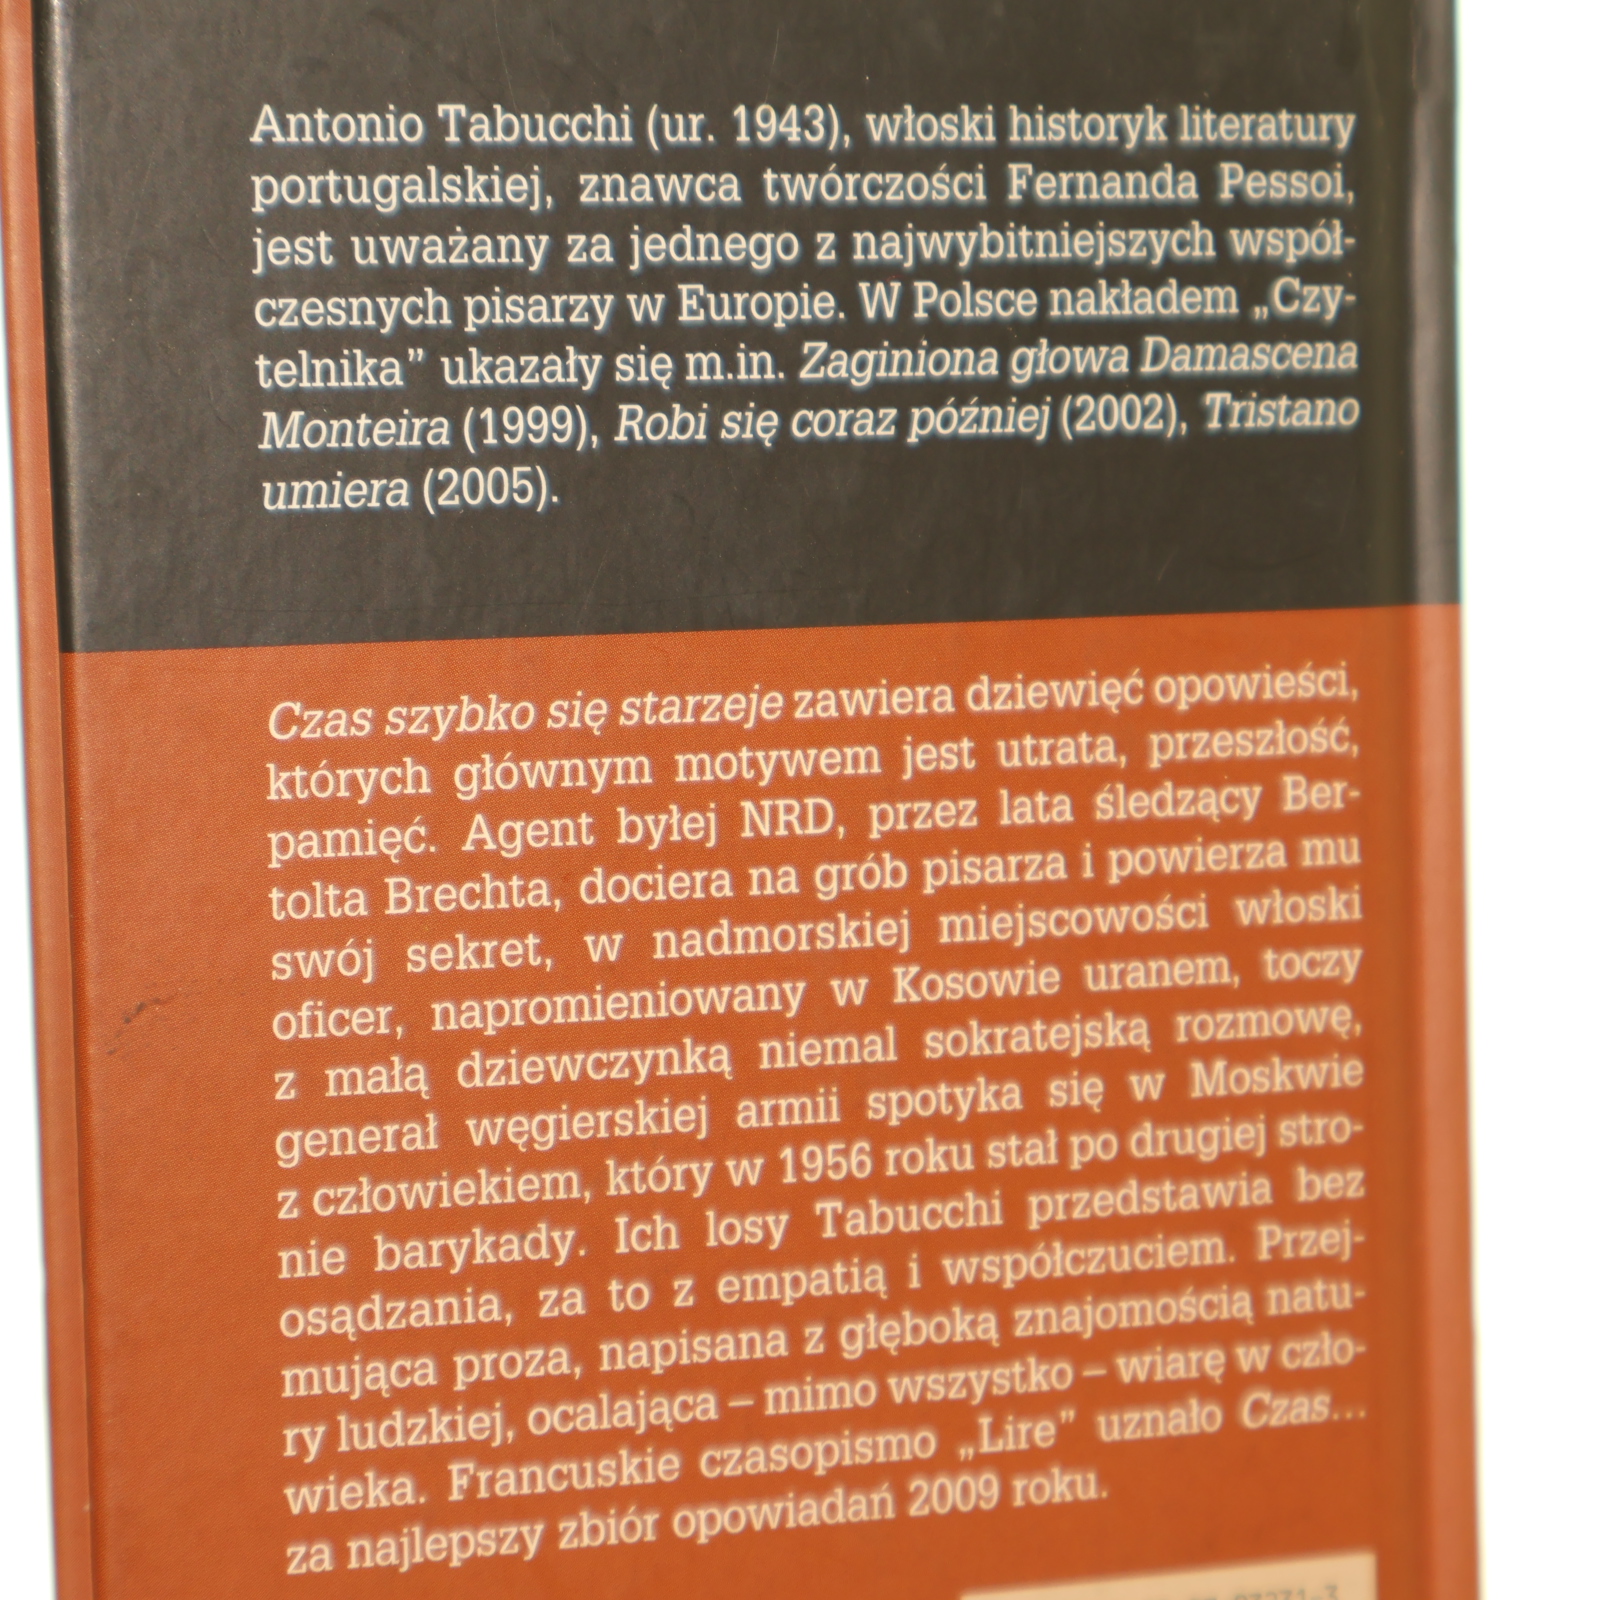 Antonio Tabucchi (ur. 1943), włoski historyk literatury
portugalskiej, znawca twórczości Fernanda Pessoi,
jest uważany za jednego z najwybitniejszych współ-
czesnych pisarzy w Europie. W Polsce nakładem „Czy-
telnika” ukazały się m.in. Zaginiona głowa Damascena
Monteira (1999), Robi się coraz później (2002), Tristano
umiera (2005).
Czas szybko się starzeje zawiera dziewięć opowieści,
których głównym motywem jest utrata, przeszłość,
pamięć. Agent byłej NRD, przez lata śledzący Ber-
tolta Brechta, dociera na grób pisarza i powierza mu
swój sekret, w nadmorskiej miejscowości włoski
oficer, napromieniowany w Kosowie uranem, toczy
z małą dziewczynką niemal sokratejską rozmowę,
generał węgierskiej armii spotyka się w Moskwie
z człowiekiem, który w 1956 roku stał po drugiej stro-
nie barykady. Ich losy Tabucchi przedstawia bez
osądzania, za to z empatią i współczuciem. Przej-
mująca proza, napisana z głęboką znajomością natu-
ry ludzkiej, ocalająca – mimo wszystko – wiarę w czło-
wieka. Francuskie czasopismo „Lire” uznało Czas...
za najlepszy zbiór opowiadań 2009 roku.